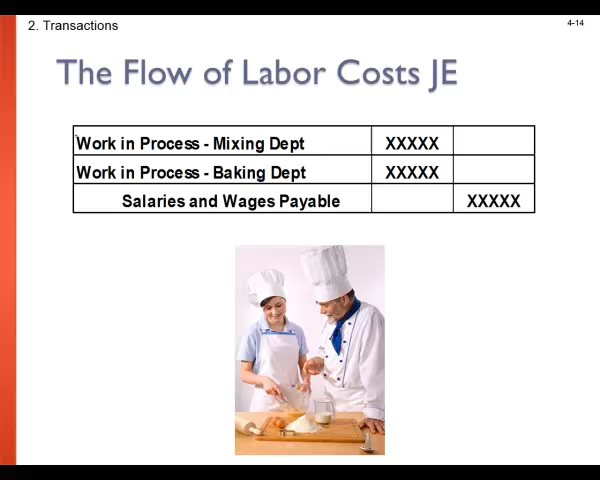 2. Transactions
4-14
The Flow of Labor Costs JE
Work in Process - Mixing Dept XXXXX
Work in Process - Baking Dept XXXXX
Salaries and Wages Payable XXXXX